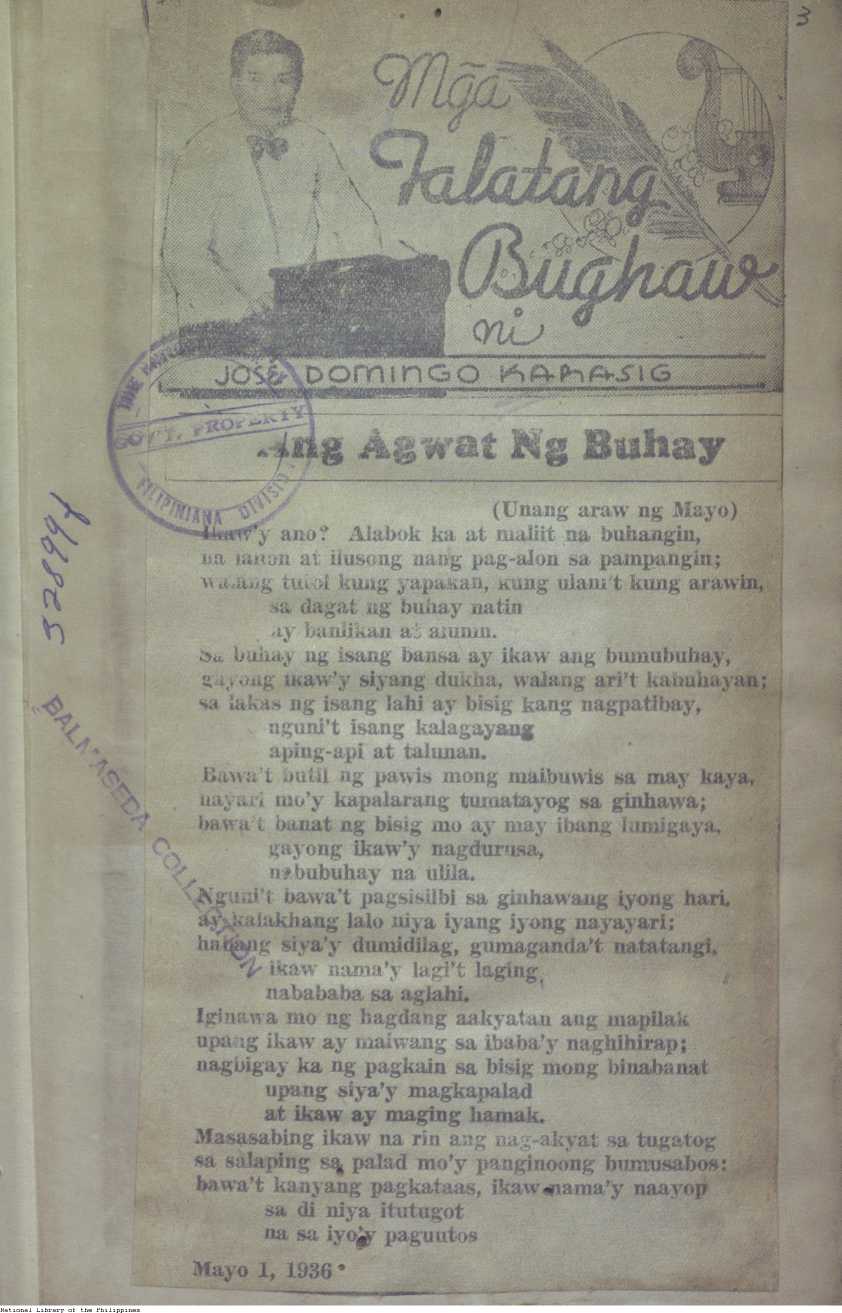 3
Mga
Talatang
Bughaw
ni
JOSÉ DOMINGO KARASIG
GOV'T. PROPERTY
FILIPINIANA DIVISION
Ang Agwat Ng Buhay
(Unang araw ng Mayo)
Ikaw'y ano? Alabok ka at maliit na buhangin,
na at ilusong nang pag-alon sa pampangin;
walang tutol kung yapakan, kung ulani't kung arawin,
sa dagat ng buhay natin
ay banlikan at
Sa buhay ng isang bansa ay ikaw ang bumubuhay,
gayong ikaw'y siyang dukha, walang ari't kabuhayan;
sa lakas ng isang lahi ay bisig kang nagpatibay,
nguni't isang kalagayang
aping-api at talunan.
Bawa't butil ng pawis mong maibuwis sa may kaya,
nayari mo'y kapalarang tumatayog sa ginhawa;
bawa't banat ng bisig mo ay may ibang lumigaya,
gayong ikaw'y nagdurusa,
nabubuhay na ulila.
Nguni't bawa't pagsisilbi sa ginhawang iyong hari,
ay kalakhang lalo niya iyang iyong nayayari;
habang siya'y dumidilag, gumaganda't natatangi,
ikaw nama'y lagi't laging
nabababa sa aglahi.
Iginawa mo ng hagdang aakyatan ang mapilak
upang ikaw ay maiwang sa ibaba'y naghihirap;
nagbigay ka ng pagkain sa bisig mong binabanat
upang siya'y magkapalad
at ikaw ay maging hamak.
Masasabing ikaw na rin ang nag-akyat sa tugatog
sa salaping sa palad mo'y panginoong bumusabos:
bawa't kanyang pagkataas, ikaw nama'y naayop
sa di niya itutugot
na sa iyo'y paguutos
Mayo 1, 1936
BALMASEDA COLLECTION
National Library of the Philippines